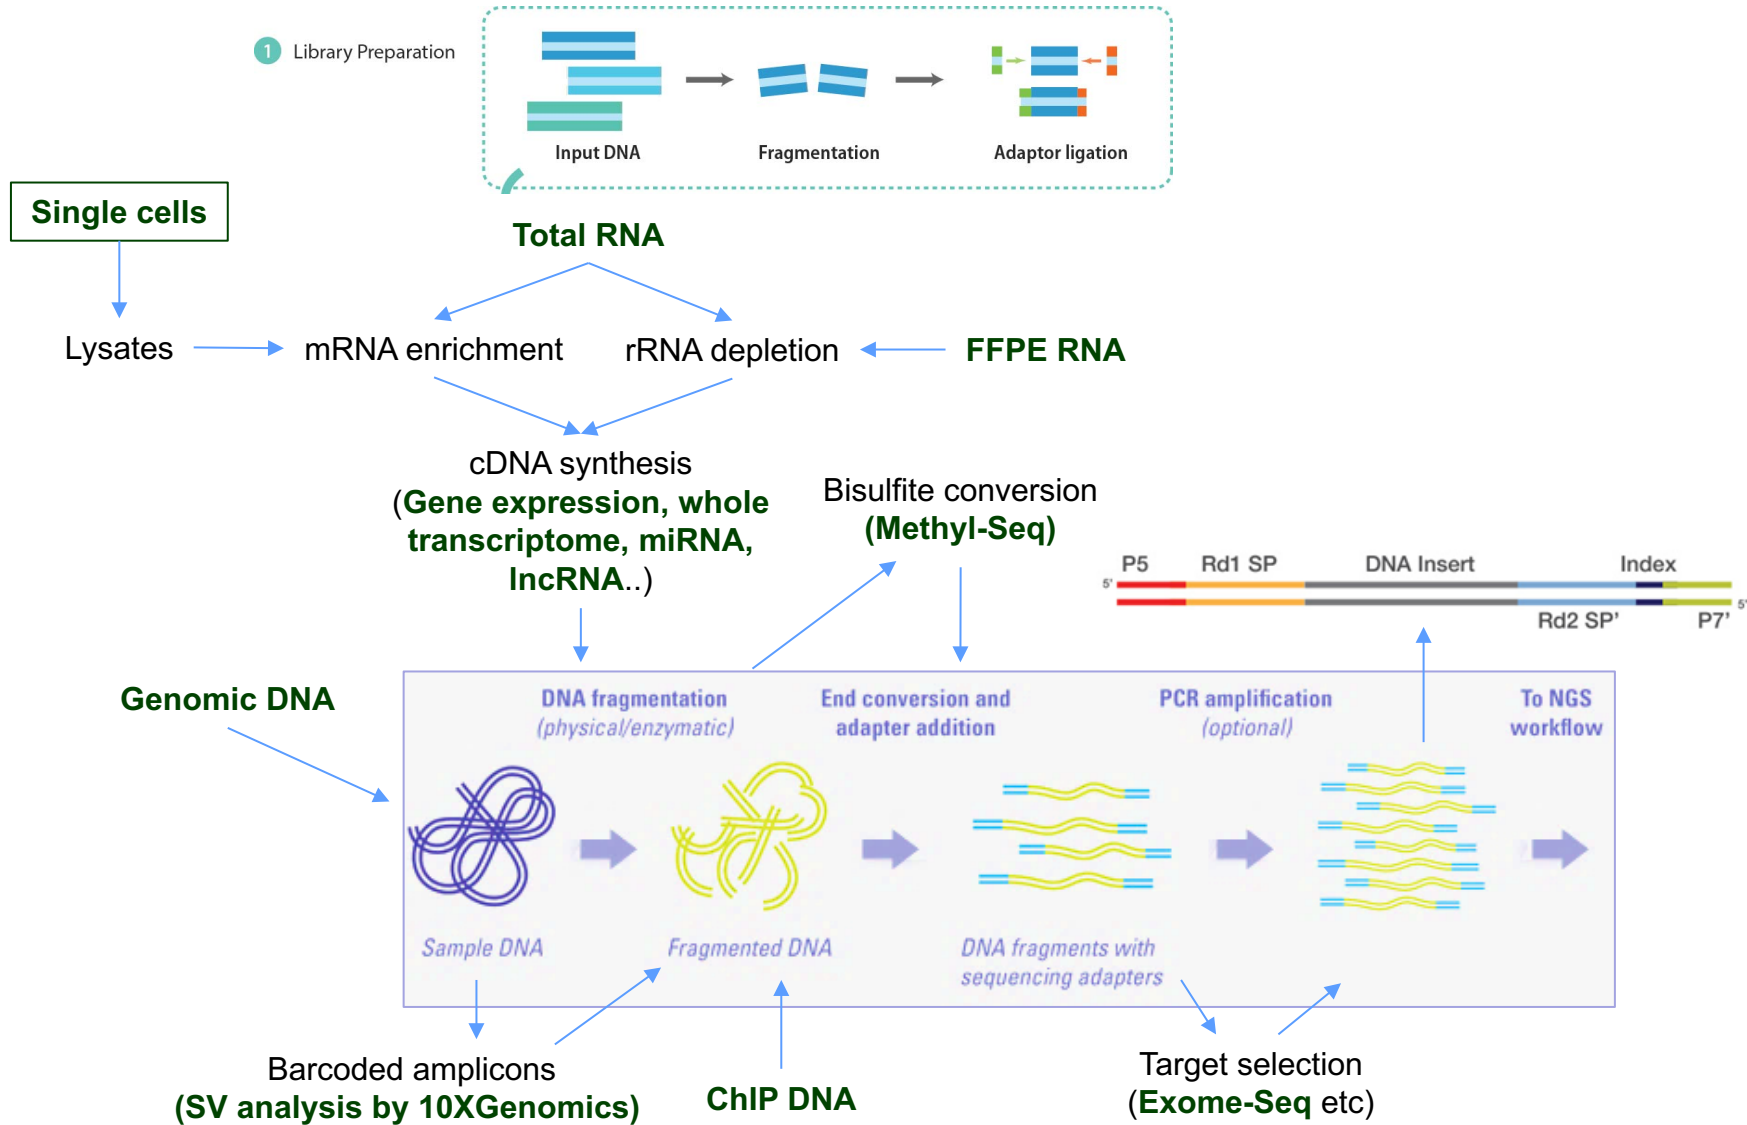 1 Library Preparation
Input DNA
Fragmentation
Adaptor ligation
Single cells
Total RNA
Lysates
mRNA enrichment
rRNA depletion
FFPE RNA
cDNA synthesis
(Gene expression, whole
transcriptome, miRNA,
lncRNA..)
Bisulfite conversion
(Methyl-Seq)
P5
Rd1 SP
DNA Insert
Index
5'
5'
Rd2 SP'
P7'
Genomic DNA
DNA fragmentation
(physical/enzymatic)
End conversion and
adapter addition
PCR amplification
(optional)
To NGS
workflow
Sample DNA
Fragmented DNA
DNA fragments with
sequencing adapters
Barcoded amplicons
(SV analysis by 10XGenomics)
ChIP DNA
Target selection
(Exome-Seq etc)